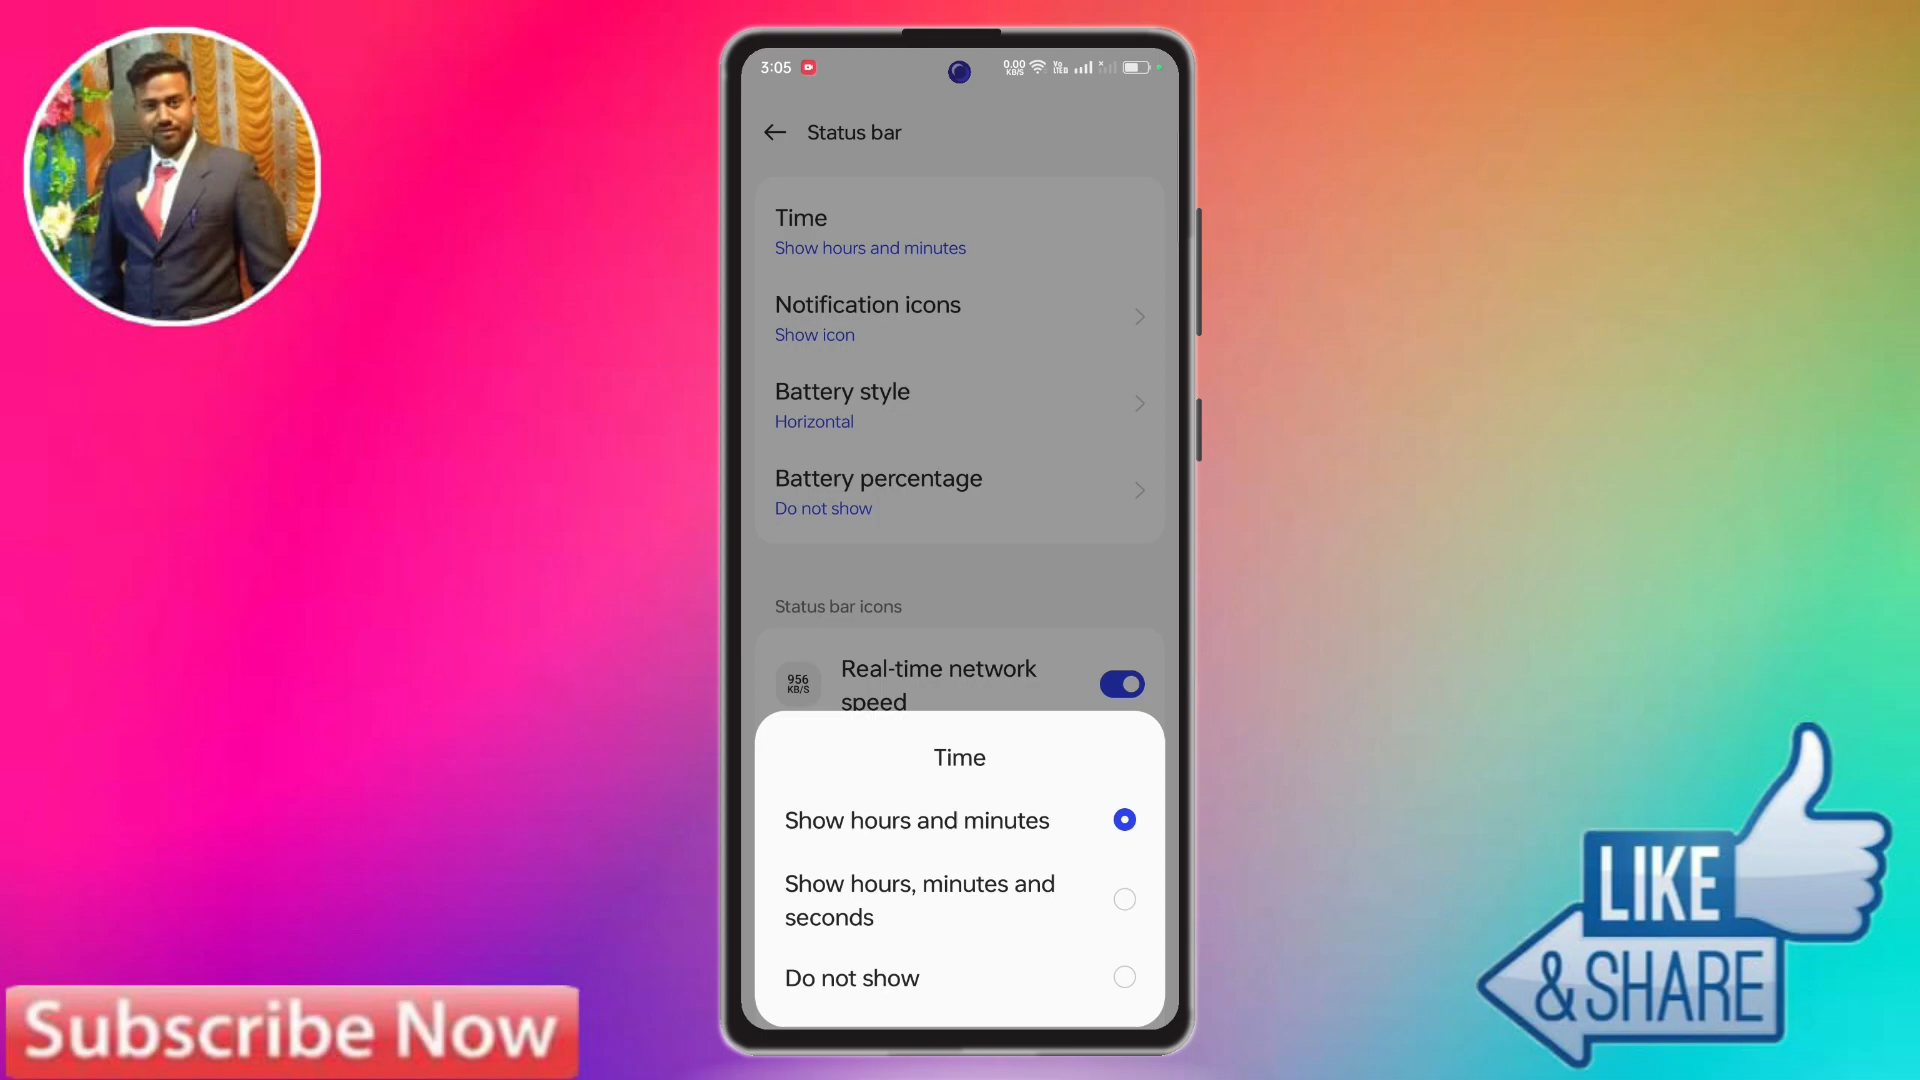 3:05
0.00
KB/S
Vo
LTE
Status bar
Time
Show hours and minutes
Notification icons
Show icon
Battery style
Horizontal
Battery percentage
Do not show
Status bar icons
956
KB/S
Real-time network
speed
Time
Show hours and minutes
Show hours, minutes and
seconds
Do not show
Subscribe Now
LIKE
& SHARE